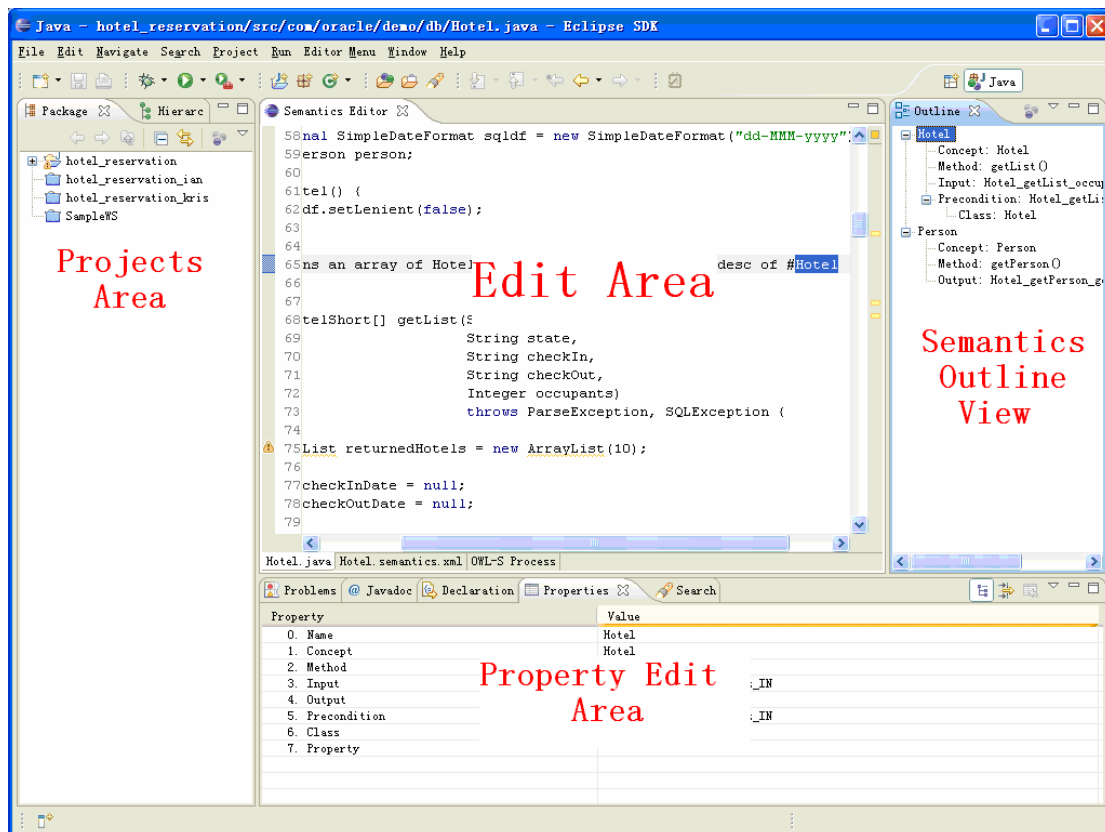 Java - hotel_reservation/src/com/oracle/demo/db/Hotel.java - Eclipse SDK
File Edit Navigate Search Project Run Editor Menu Window Help
Java
Package
Hierarc
Projects
Area
hotel_reservation
hotel_reservation_ian
hotel_reservation_kris
SampleWS
Semantics Editor
58 nal SimpleDateFormat sqldf = new SimpleDateFormat("dd-MMM-yyyy")
59 erson person;
60
61 tel() {
62 df.setLenient(false);
63
64
65 ns an array of Hotel desc of #Hotel
66
67
68 telShort[] getList(S
69 String state,
70 String checkIn,
71 String checkOut,
72 Integer occupants)
73 throws ParseException, SQLException {
74
75 List returnedHotels = new ArrayList(10);
76
77 checkInDate = null;
78 checkOutDate = null;
79
Edit Area
Hotel.java Hotel.semantics.xml OWL-S Process
Outline
Hotel
Concept: Hotel
Method: getList()
Input: Hotel_getList_occup
Precondition: Hotel_getLis
Class: Hotel
Person
Concept: Person
Method: getPerson()
Output: Hotel_getPerson_ge
Semantics
Outline
View
Problems @ Javadoc Declaration Properties Search
Property Value
0. Name Hotel
1. Concept Hotel
2. Method
3. Input s_IN
4. Output
5. Precondition s_IN
6. Class
7. Property
Property Edit
Area